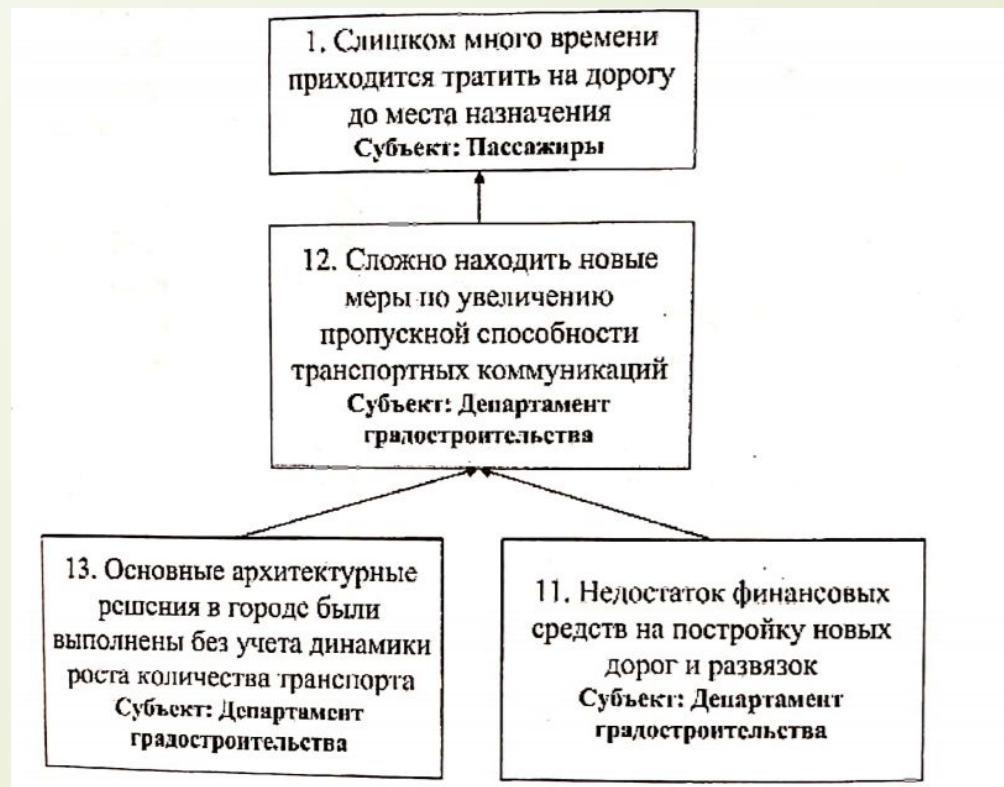 1. Слишком много времени
приходится тратить на дорогу
до места назначения
Субъект: Пассажиры
12. Сложно находить новые
меры по увеличению
пропускной способности
транспортных коммуникаций
Субъект: Департамент
градостроительства
13. Основные архитектурные
решения в городе были
выполнены без учета динамики
роста количества транспорта
Субъект: Департамент
градостроительства
11. Недостаток финансовых
средств на постройку новых
дорог и развязок
Субъект: Департамент
градостроительства